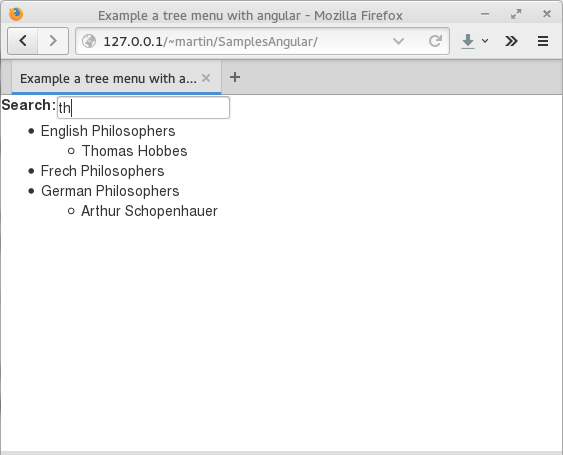 Example a tree menu with angular - Mozilla Firefox
127.0.0.1/~martin/SamplesAngular/
Example a tree menu with a...
Search: th
English Philosophers
Thomas Hobbes
Frech Philosophers
German Philosophers
Arthur Schopenhauer